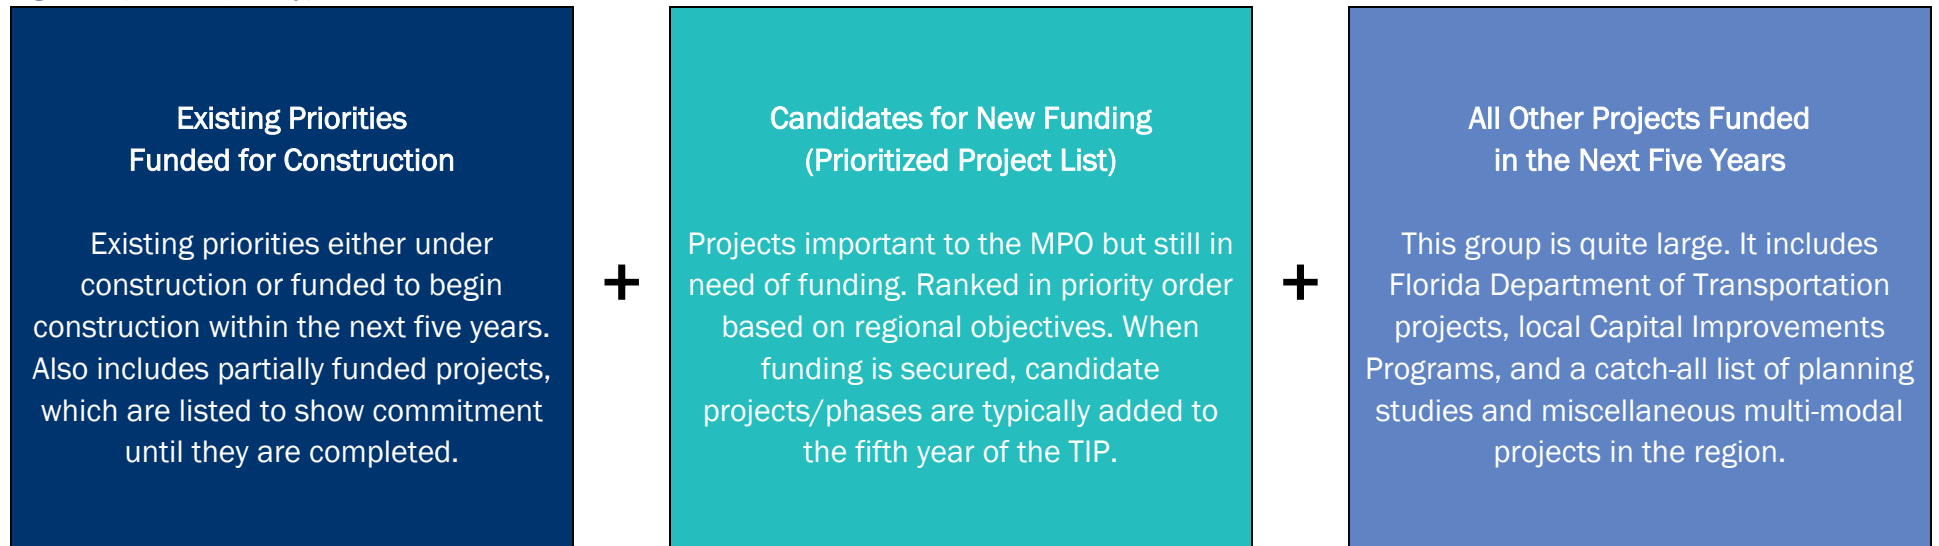 Existing Priorities
Funded for Construction
Existing priorities either under
construction or funded to begin
construction within the next five years.
Also includes partially funded projects,
which are listed to show commitment
until they are completed.
+
Candidates for New Funding
(Prioritized Project List)
Projects important to the MPO but still in
need of funding. Ranked in priority order
based on regional objectives. When
funding is secured, candidate
projects/phases are typically added to
the fifth year of the TIP.
+
All Other Projects Funded
in the Next Five Years
This group is quite large. It includes
Florida Department of Transportation
projects, local Capital Improvements
Programs, and a catch-all list of planning
studies and miscellaneous multi-modal
projects in the region.